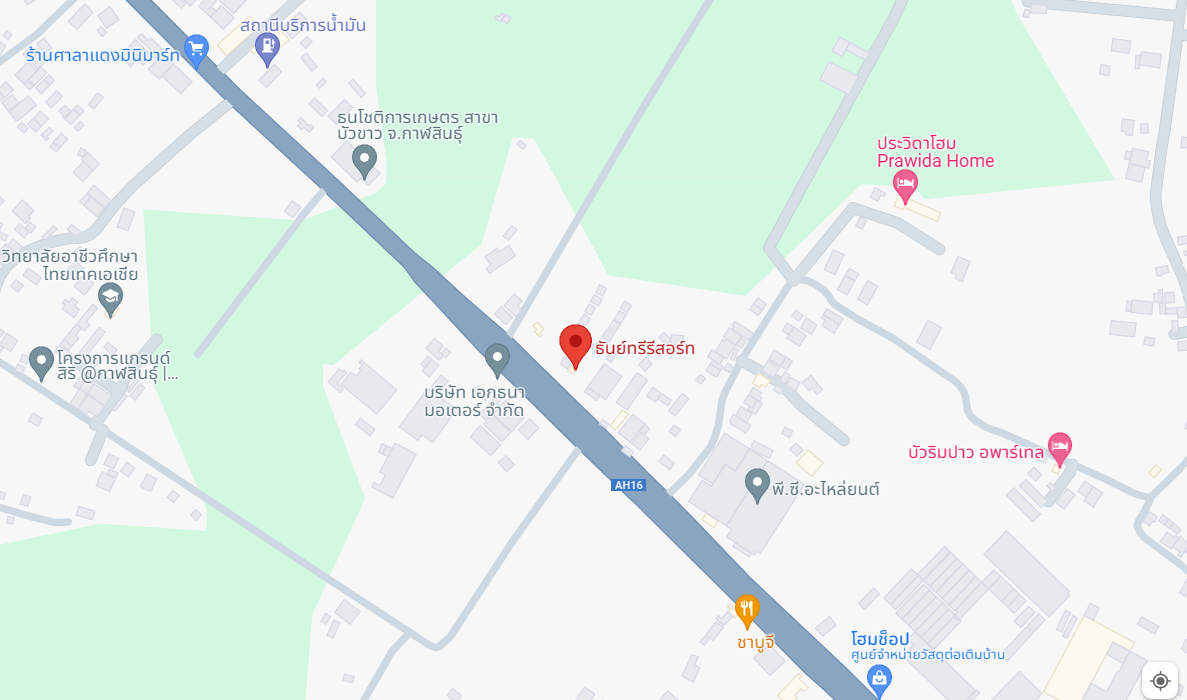 สถานีบริการน้ำมัน
ร้านศาลาแดงมินิมาร์ท
ธนโชติการเกษตร สาขา
บัวขาว จ.กาฬสินธุ์
ประวิดาโฮม
Prawida Home
วิทยาลัยอาชีวศึกษา
ไทยเทคเอเชีย
ธันย์ทรีรีสอร์ท
โครงการแกรนด์
สิริ @กาฬสินธุ์ |...
บริษัท เอกธนา
มอเตอร์ จำกัด
บัวริมปาว อพาร์เทล
AH16
พี.ซี.อะไหล่ยนต์
ชาบูจี
โฮมช็อป
ศูนย์จำหน่ายวัสดุต่อเติมบ้าน